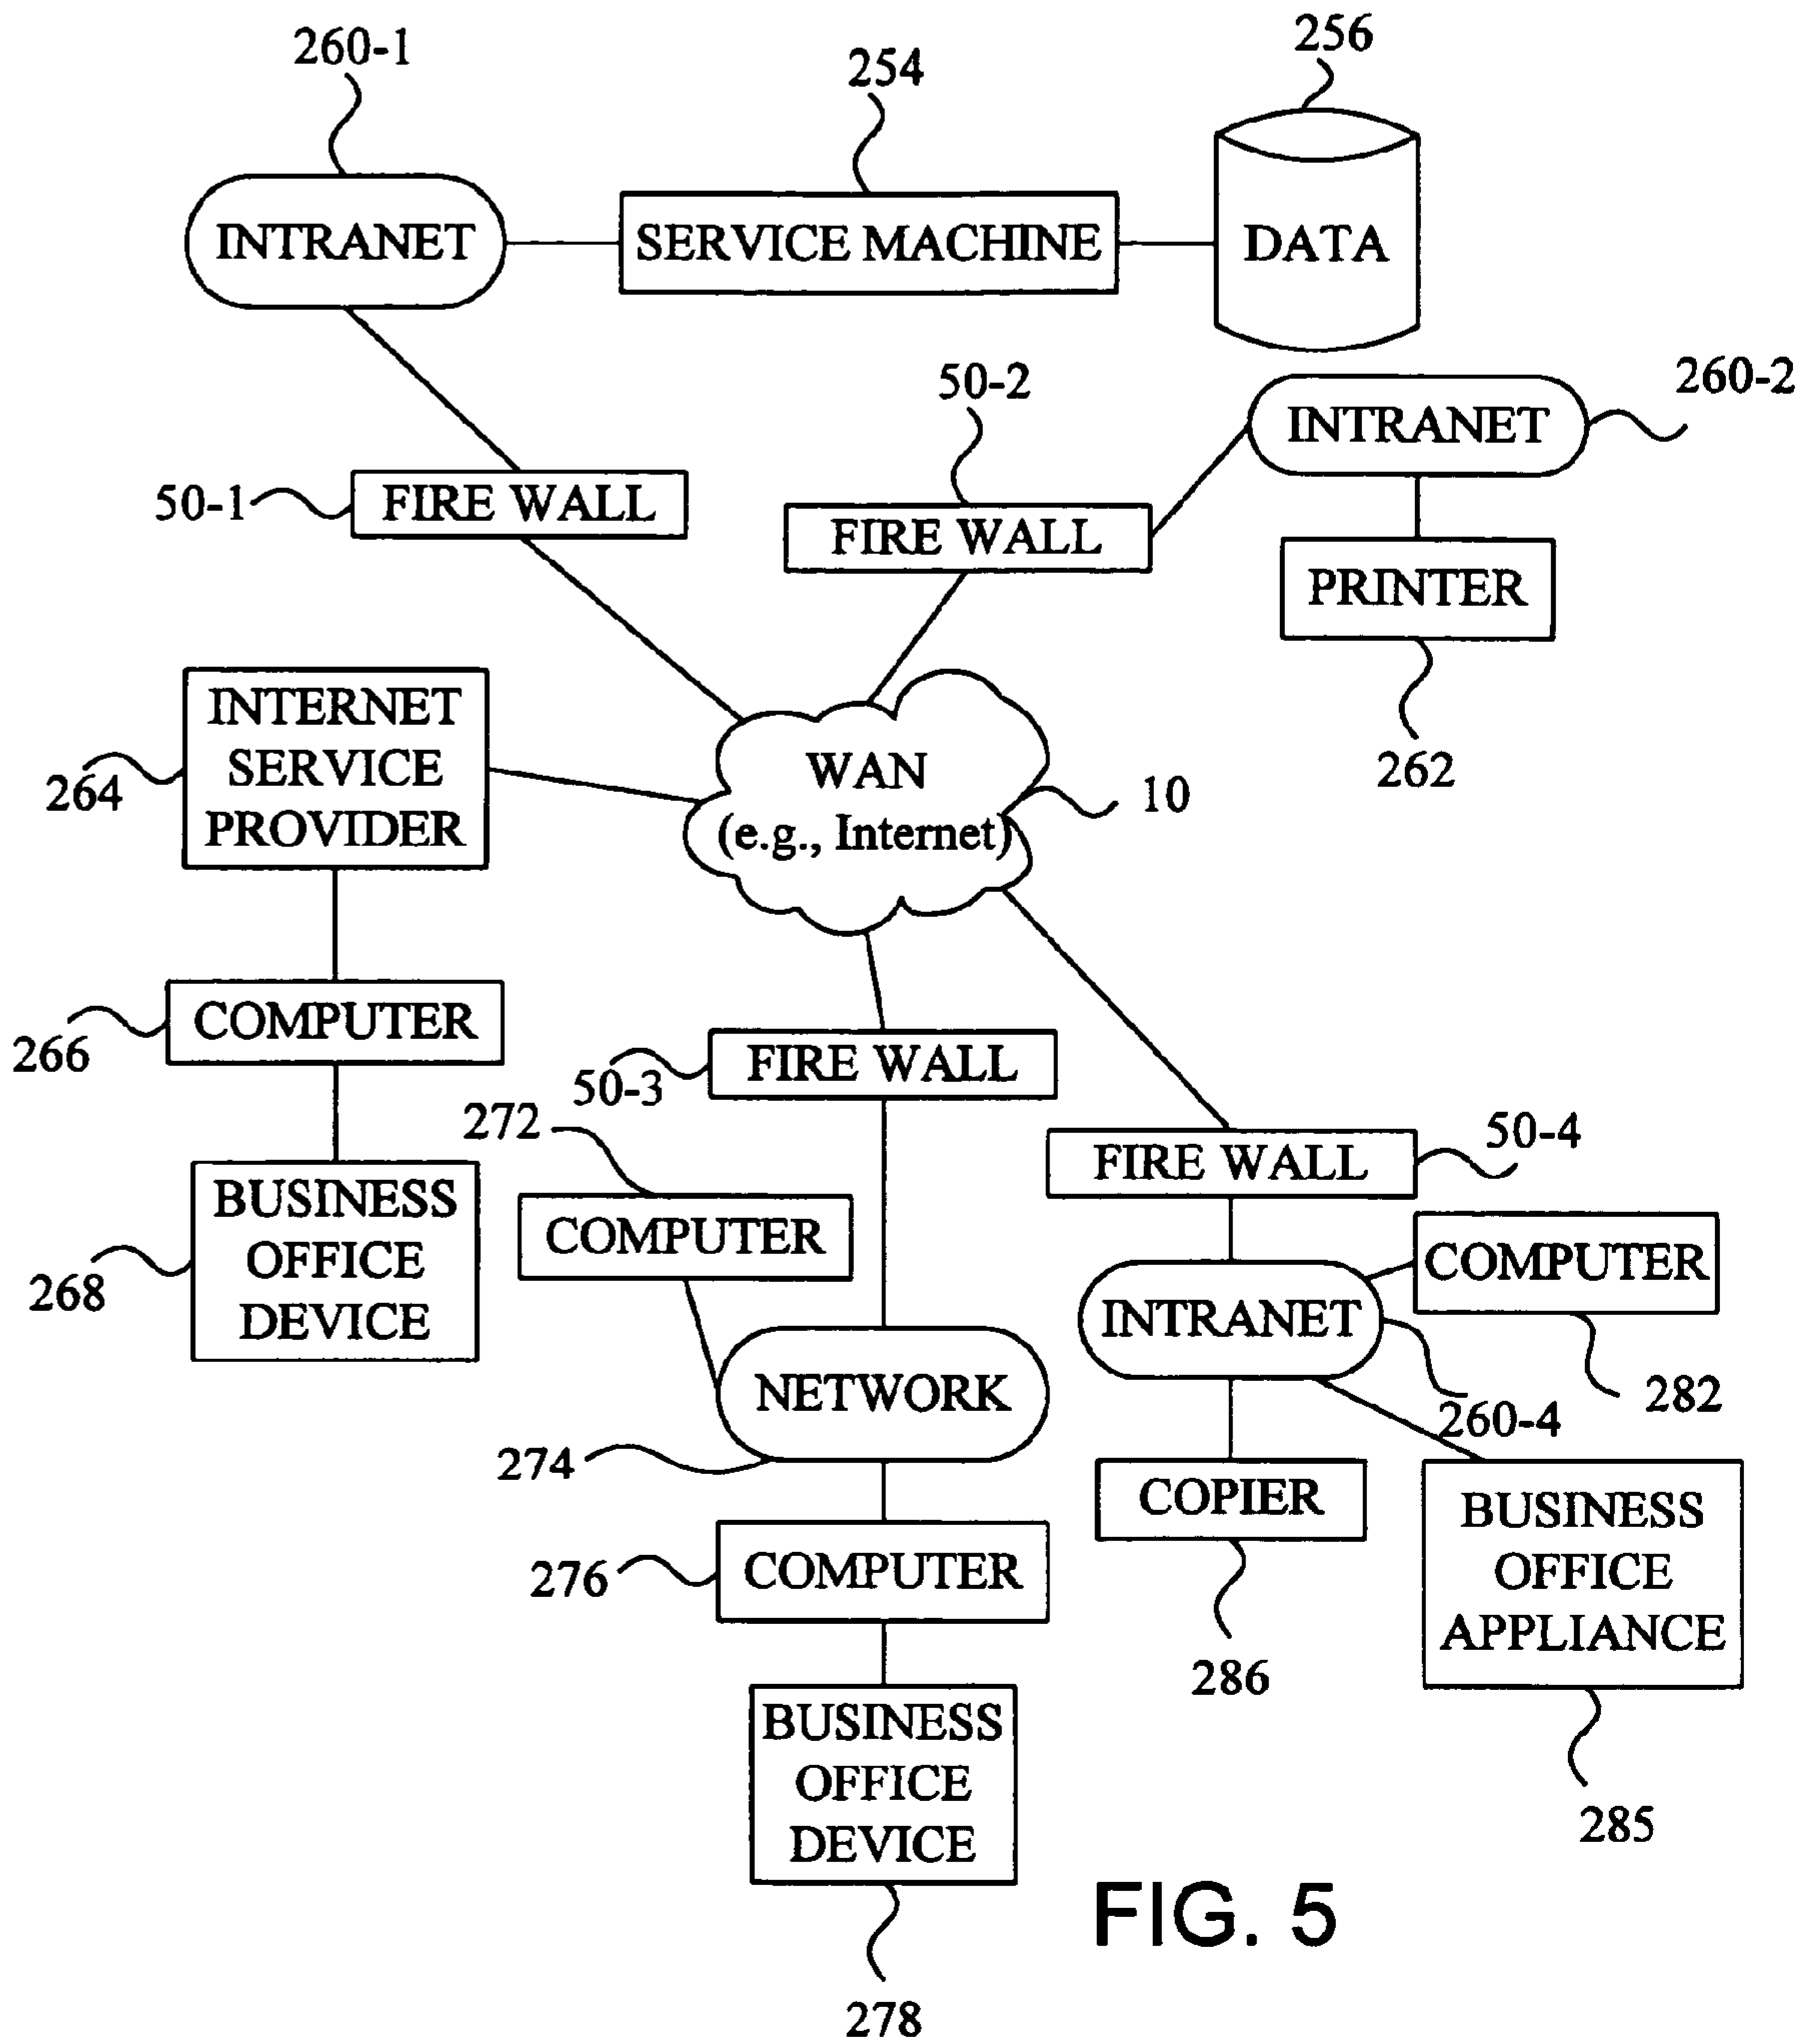 260-1
254
256
INTRANET
SERVICE MACHINE
DATA
50-2
260-2
INTRANET
50-1
FIRE WALL
FIRE WALL
PRINTER
262
INTERNET
SERVICE
PROVIDER
264
WAN
(e.g., Internet)
10
COMPUTER
266
FIRE WALL
50-3
272
50-4
FIRE WALL
BUSINESS
OFFICE
DEVICE
268
COMPUTER
COMPUTER
282
INTRANET
260-4
NETWORK
274
COPIER
286
BUSINESS
OFFICE
APPLIANCE
285
COMPUTER
276
BUSINESS
OFFICE
DEVICE
278
FIG. 5